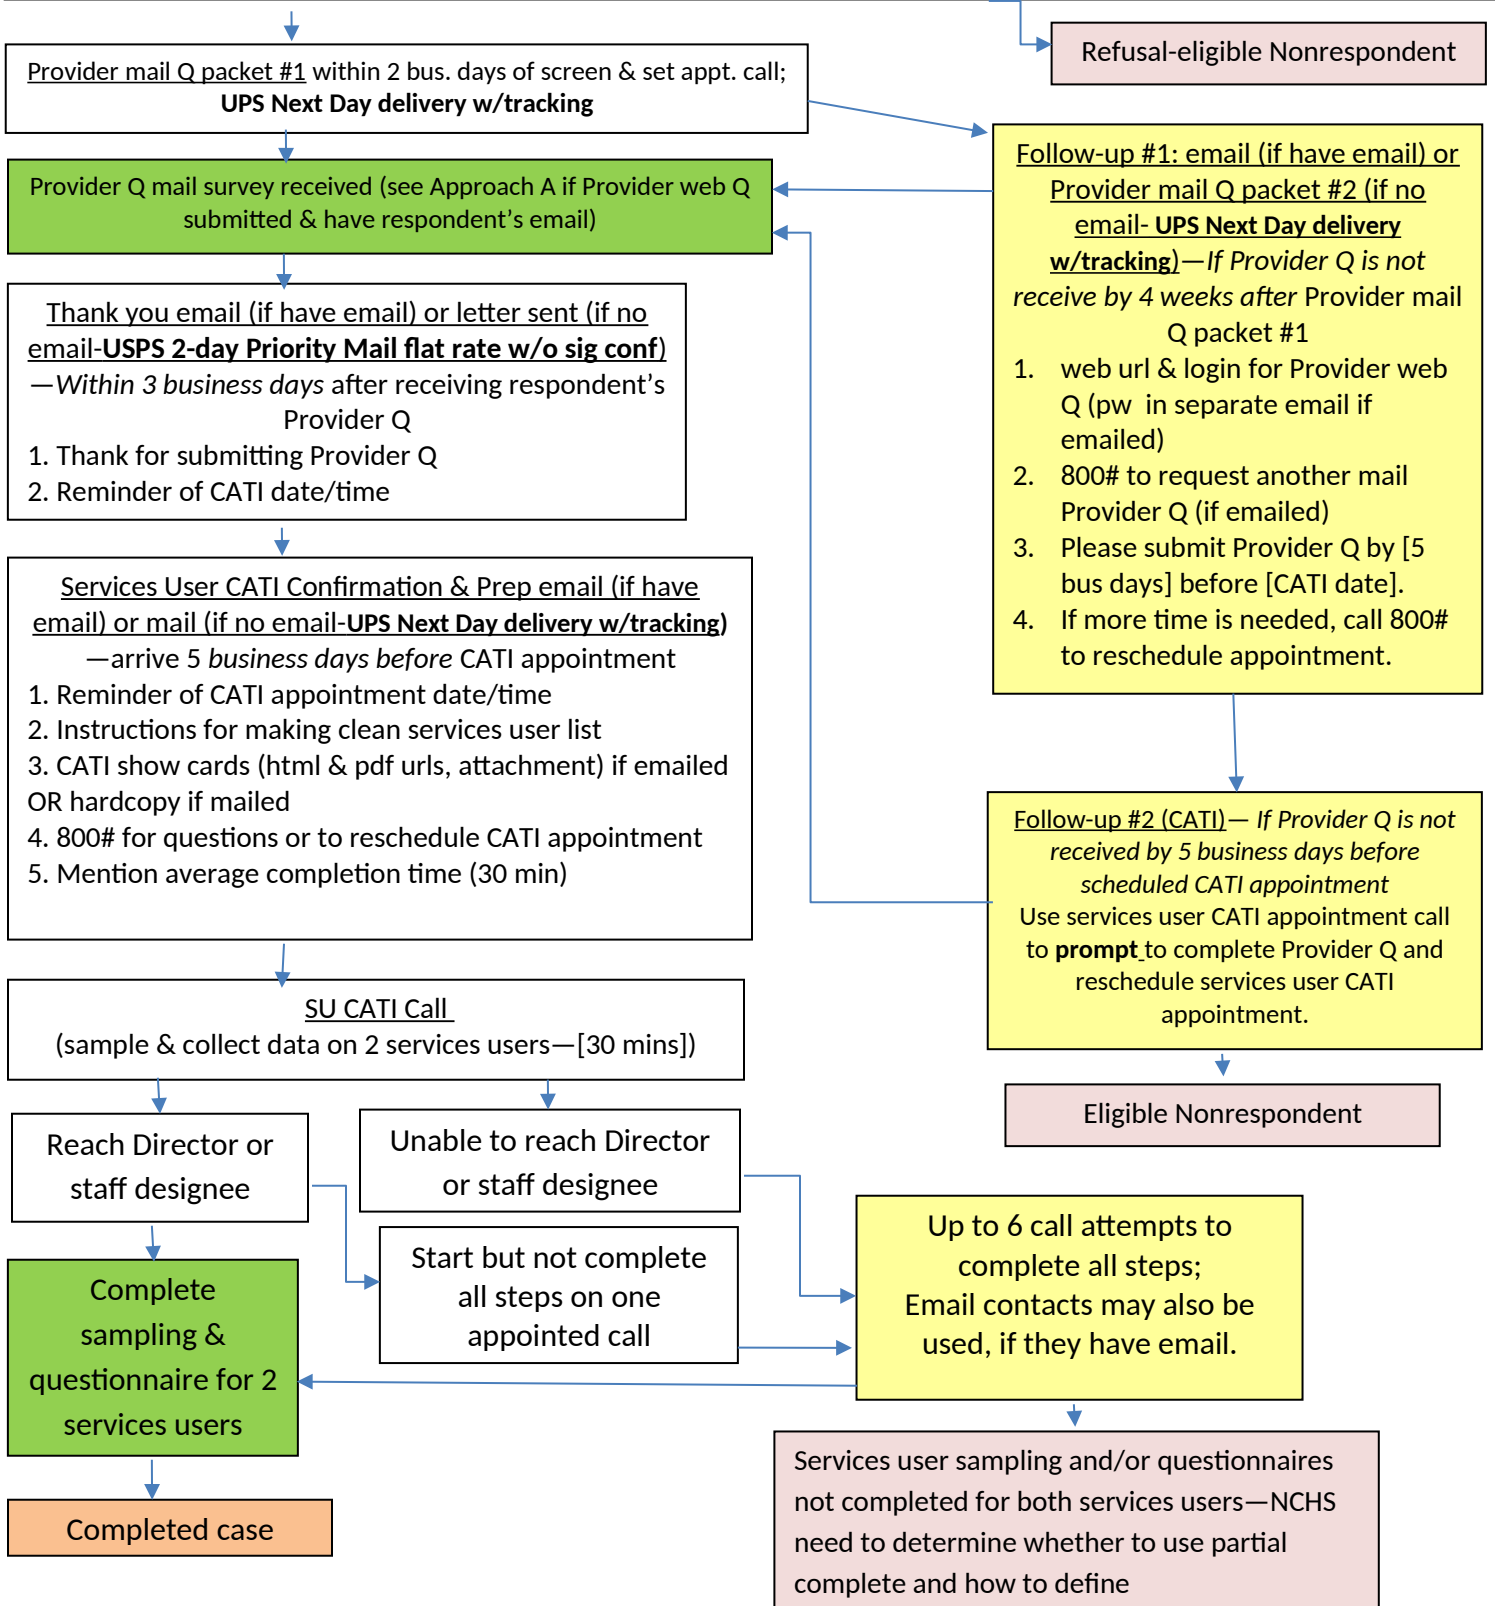 Refusal-eligible Nonrespondent
Provider mail Q packet #1 within 2 bus. days of screen & set appt. call;
UPS Next Day delivery w/tracking
Provider Q mail survey received (see Approach A if Provider web Q
submitted & have respondent’s email)
Follow-up #1: email (if have email) or
Provider mail Q packet #2 (if no
email- UPS Next Day delivery
w/tracking)—If Provider Q is not
receive by 4 weeks after Provider mail
Q packet #1
1. web url & login for Provider web
Q (pw  in separate email if
emailed)
2. 800# to request another mail
Provider Q (if emailed)
3. Please submit Provider Q by [5
bus days] before [CATI date].
4. If more time is needed, call 800#
to reschedule appointment.
Thank you email (if have email) or letter sent (if no
email-USPS 2-day Priority Mail flat rate w/o sig conf)
—Within 3 business days after receiving respondent’s
Provider Q
1. Thank for submitting Provider Q
2. Reminder of CATI date/time
Services User CATI Confirmation & Prep email (if have
email) or mail (if no email-UPS Next Day delivery w/tracking)
—arrive 5 business days before CATI appointment
1. Reminder of CATI appointment date/time
2. Instructions for making clean services user list
3. CATI show cards (html & pdf urls, attachment) if emailed
OR hardcopy if mailed
4. 800# for questions or to reschedule CATI appointment
5. Mention average completion time (30 min)
Follow-up #2 (CATI)— If Provider Q is not
received by 5 business days before
scheduled CATI appointment
Use services user CATI appointment call
to prompt to complete Provider Q and
reschedule services user CATI
appointment.
Eligible Nonrespondent
SU CATI Call
(sample & collect data on 2 services users—[30 mins])
Reach Director or
staff designee
Unable to reach Director
or staff designee
Start but not complete
all steps on one
appointed call
Up to 6 call attempts to
complete all steps;
Email contacts may also be
used, if they have email.
Complete
sampling &
questionnaire for 2
services users
Completed case
Services user sampling and/or questionnaires
not completed for both services users—NCHS
need to determine whether to use partial
complete and how to define